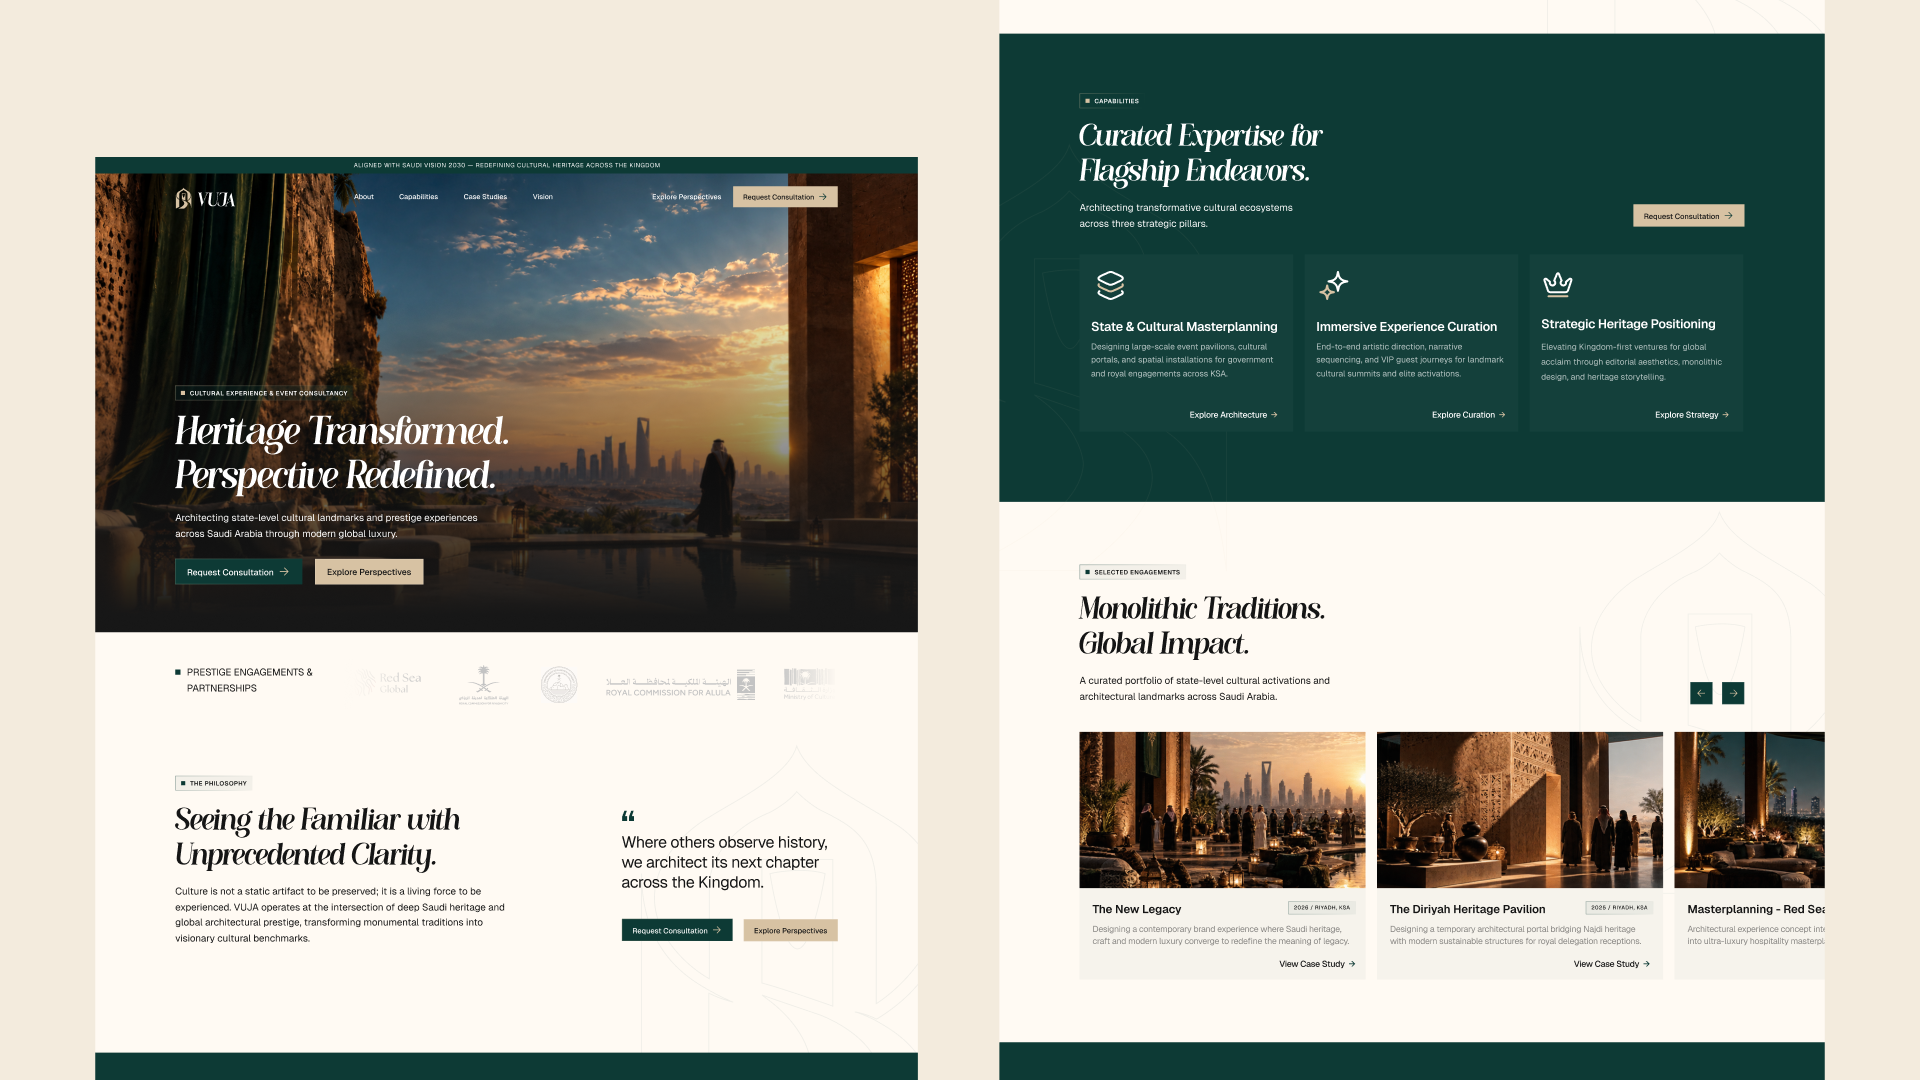 ALIGNED WITH SAUDI VISION 2030 — REDEFINING CULTURAL HERITAGE ACROSS THE KINGDOM
VUJA
About
Capabilities
Case Studies
Vision
Explore Perspectives
Request Consultation →
CULTURAL EXPERIENCE & EVENT CONSULTANCY
Heritage Transformed.
Perspective Redefined.
Architecting state-level cultural landmarks and prestige experiences
across Saudi Arabia through modern global luxury.
Request Consultation →
Explore Perspectives
PRESTIGE ENGAGEMENTS &
PARTNERSHIPS
Red Sea
Global
الهيئة الملكية لمحافظة العلا
ROYAL COMMISSION FOR ALULA
THE PHILOSOPHY
Seeing the Familiar with
Unprecedented Clarity.
Culture is not a static artifact to be preserved; it is a living force to be
experienced. VUJA operates at the intersection of deep Saudi heritage and
global architectural prestige, transforming monumental traditions into
visionary cultural benchmarks.
“
Where others observe history,
we architect its next chapter
across the Kingdom.
Request Consultation →
Explore Perspectives
CAPABILITIES
Curated Expertise for
Flagship Endeavors.
Architecting transformative cultural ecosystems
across three strategic pillars.
Request Consultation →
State & Cultural Masterplanning
Designing large-scale event pavilions, cultural
portals, and spatial installations for government
and royal engagements across KSA.
Explore Architecture →
Immersive Experience Curation
End-to-end artistic direction, narrative
sequencing, and VIP guest journeys for landmark
cultural summits and elite activations.
Explore Curation →
Strategic Heritage Positioning
Elevating Kingdom-first ventures for global
acclaim through editorial aesthetics, monolithic
design, and heritage storytelling.
Explore Strategy →
SELECTED ENGAGEMENTS
Monolithic Traditions.
Global Impact.
A curated portfolio of state-level cultural activations and
architectural landmarks across Saudi Arabia.
The New Legacy
2026 / RIYADH, KSA
Designing a contemporary brand experience where Saudi heritage,
craft and modern luxury converge to redefine the meaning of legacy.
View Case Study →
The Diriyah Heritage Pavilion
2025 / RIYADH, KSA
Designing a temporary architectural portal bridging Najdi heritage
with modern sustainable structures for royal delegation receptions.
View Case Study →
Masterplanning - Red Sea
Architectural experience concept
into ultra-luxury hospitality